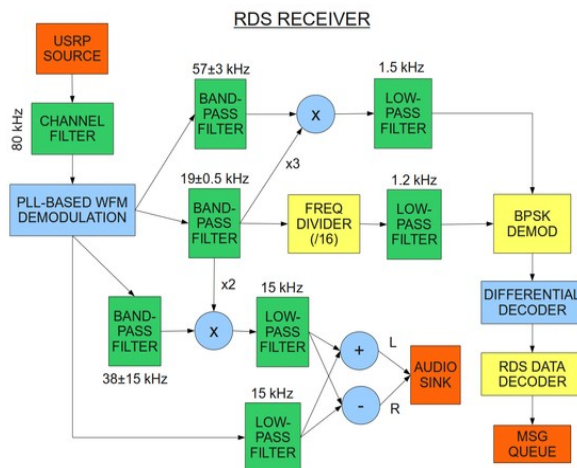 RDS RECEIVER
USRP
SOURCE
80 kHz
CHANNEL
FILTER
PLL-BASED WFM
DEMODULATION
57±3 kHz
BAND-
PASS
FILTER
x
1.5 kHz
LOW-
PASS
FILTER
x3
19±0.5 kHz
BAND-
PASS
FILTER
FREQ
DIVIDER
(/16)
1.2 kHz
LOW-
PASS
FILTER
BPSK
DEMOD
x2
BAND-
PASS
FILTER
38±15 kHz
x
15 kHz
LOW-
PASS
FILTER
15 kHz
LOW-
PASS
FILTER
+
-
L
R
AUDIO
SINK
DIFFERENTIAL
DECODER
RDS DATA
DECODER
MSG
QUEUE